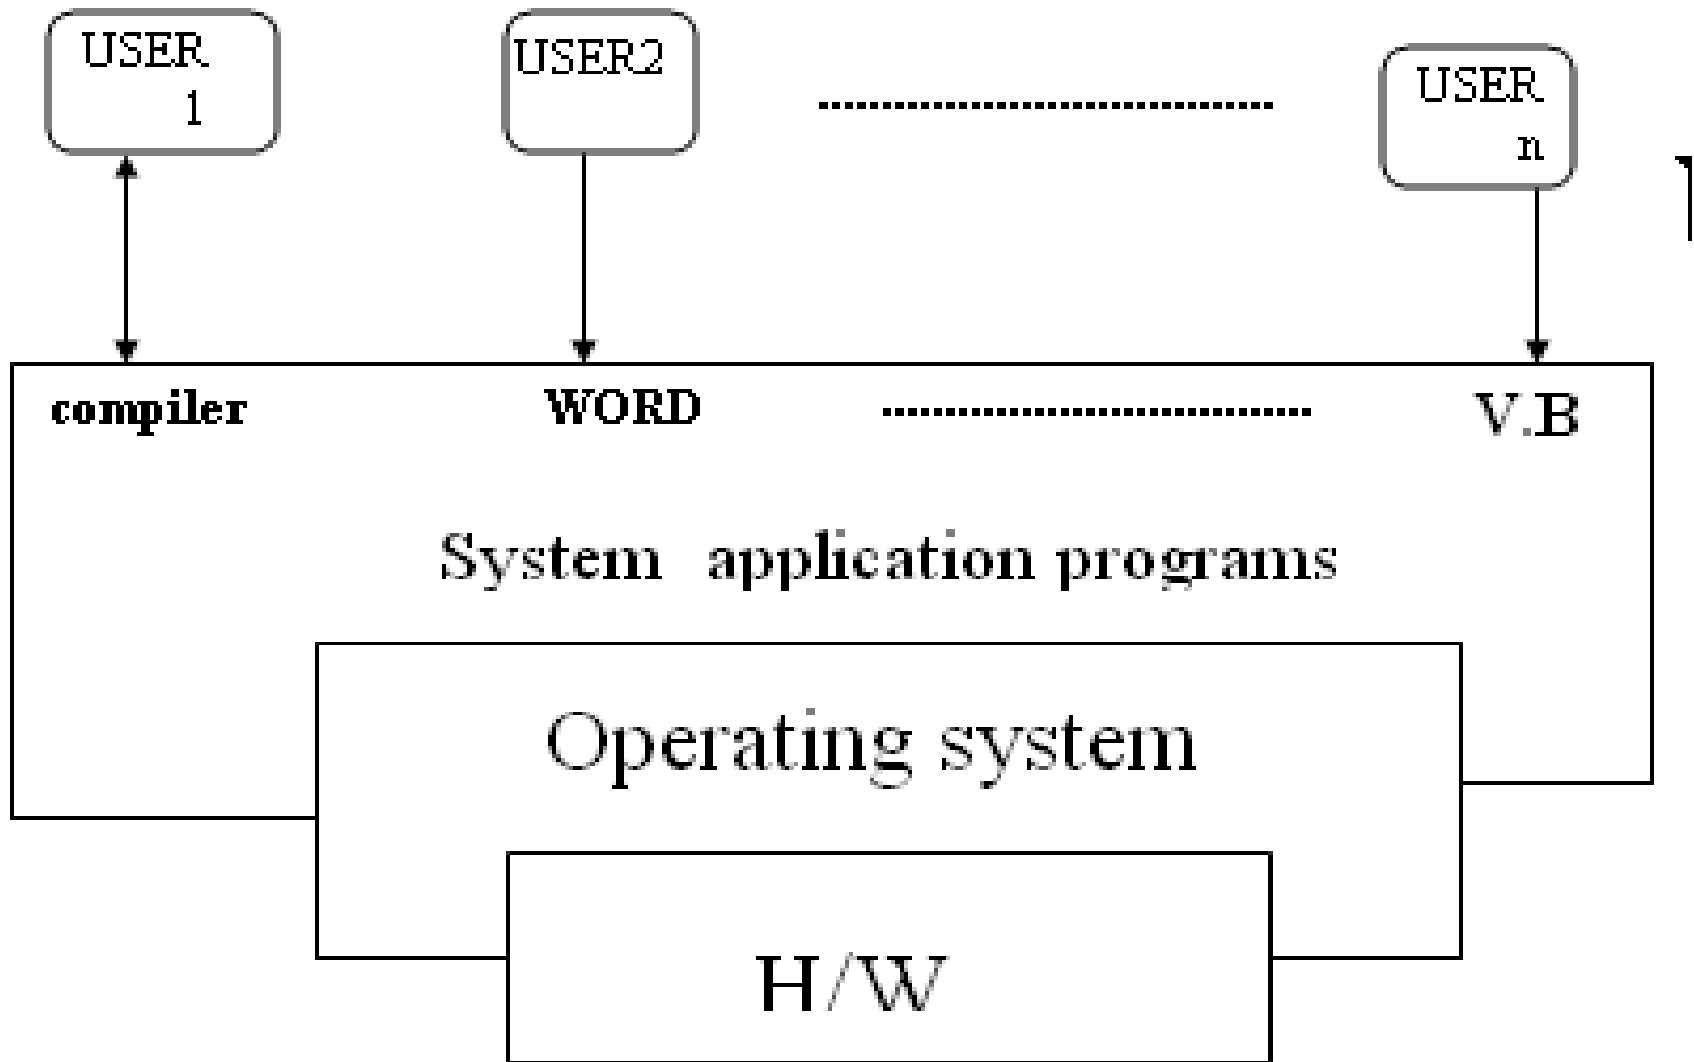 USER
1
USER2
USER
n
compiler WORD V.B
System application programs
Operating system
H/W